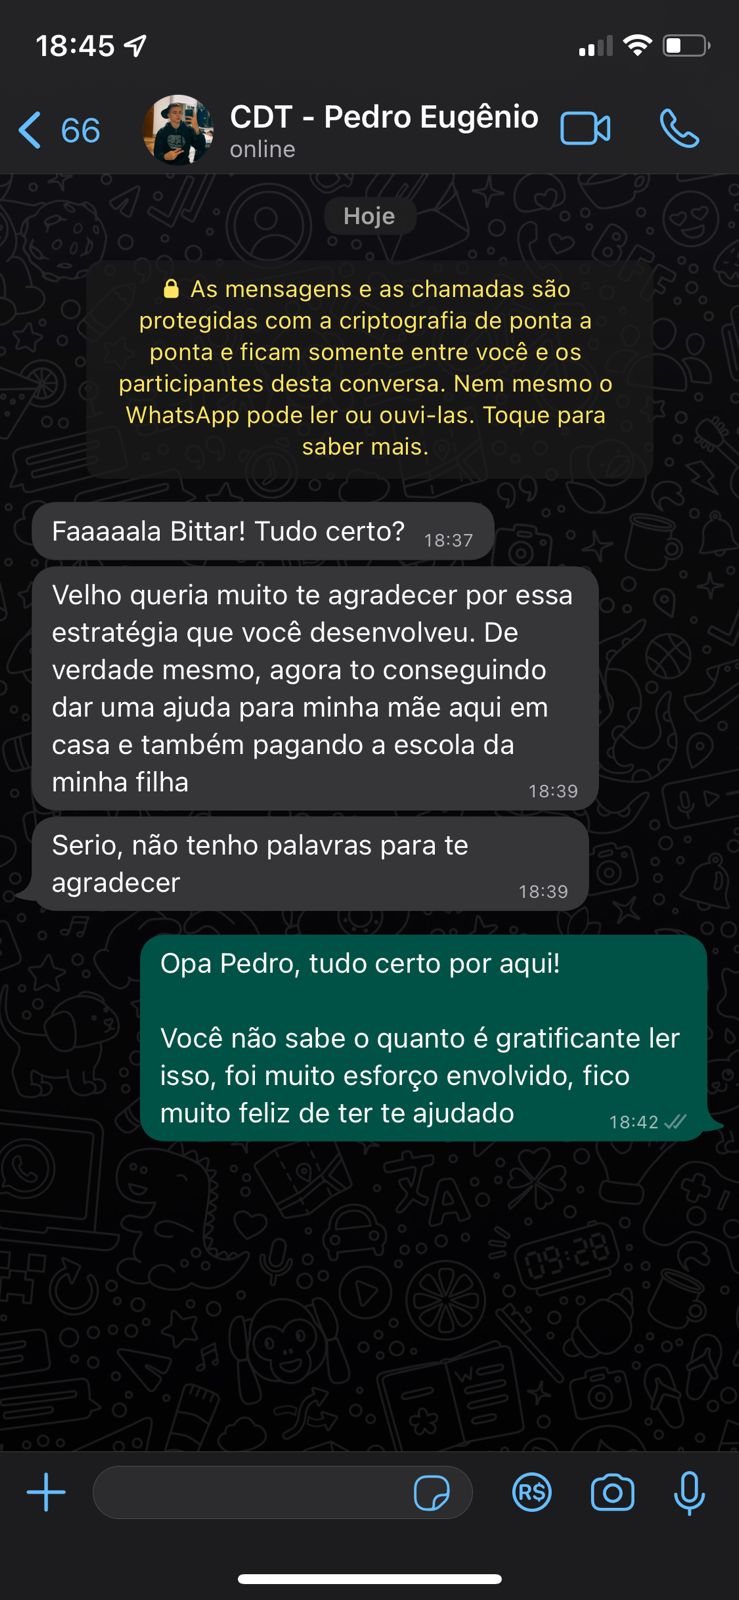 18:45
66
CDT - Pedro Eugênio
online
Hoje
As mensagens e as chamadas são
protegidas com a criptografia de ponta a
ponta e ficam somente entre você e os
participantes desta conversa. Nem mesmo o
WhatsApp pode ler ou ouvi-las. Toque para
saber mais.
Faaaaala Bittar! Tudo certo? 18:37
Velho queria muito te agradecer por essa
estratégia que você desenvolveu. De
verdade mesmo, agora to conseguindo
dar uma ajuda para minha mãe aqui em
casa e também pagando a escola da
minha filha 18:39
Serio, não tenho palavras para te
agradecer 18:39
Opa Pedro, tudo certo por aqui!
Você não sabe o quanto é gratificante ler
isso, foi muito esforço envolvido, fico
muito feliz de ter te ajudado 18:42
09:28
R$